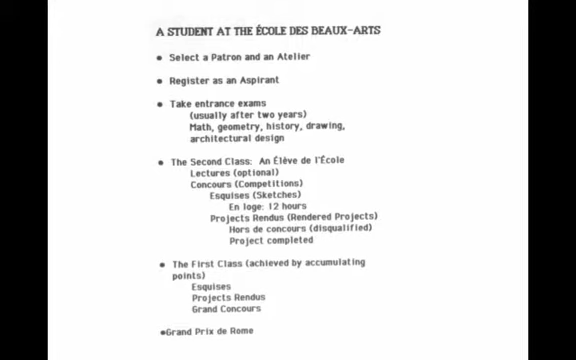 A STUDENT AT THE ÉCOLE DES BEAUX-ARTS
• Select a Patron and an Atelier
• Register as an Aspirant
• Take entrance exams
(usually after two years)
Math, geometry, history, drawing,
architectural design
• The Second Class: An Élève de l'École
Lectures (optional)
Concours (Competitions)
Esquises (Sketches)
En loge: 12 hours
Projects Rendus (Rendered Projects)
Hors de concours (disqualified)
Project completed
• The First Class (achieved by accumulating
points)
Esquises
Projects Rendus
Grand Concours
•Grand Prix de Rome